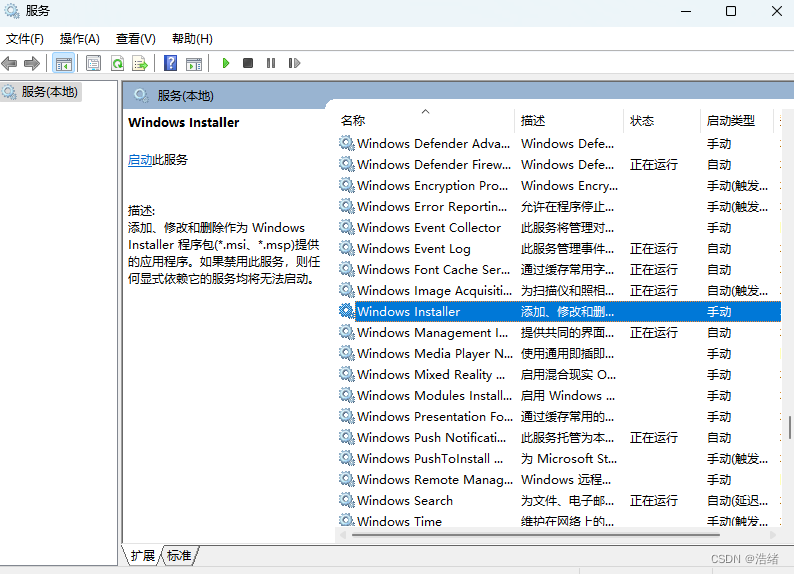 服务
文件(F) 操作(A) 查看(V) 帮助(H)
服务(本地)
服务(本地)
Windows Installer
启动此服务
描述:
添加、修改和删除作为 Windows
Installer 程序包(*.msi、*.msp)提供
的应用程序。如果禁用此服务，则任
何显式依赖它的服务均将无法启动。
名称 描述 状态 启动类型
Windows Defender Adva... Windows Defe... 手动
Windows Defender Firew... Windows Defe... 正在运行 自动
Windows Encryption Pro... Windows Encry... 手动(触发...
Windows Error Reportin... 允许在程序停止... 手动(触发...
Windows Event Collector 此服务将管理对... 手动
Windows Event Log 此服务管理事件... 正在运行 自动
Windows Font Cache Ser... 通过缓存常用字... 正在运行 自动
Windows Image Acquisiti... 为扫描仪和照相... 正在运行 自动(触发...
Windows Installer 添加、修改和删... 手动
Windows Management I... 提供共同的界面... 正在运行 自动
Windows Media Player N... 使用通用即插即... 手动
Windows Mixed Reality ... 启用混合现实 O... 手动
Windows Modules Install... 启用 Windows ... 手动
Windows Presentation Fo... 通过缓存常用的... 手动
Windows Push Notificati... 此服务托管为本... 正在运行 自动
Windows PushToInstall ... 为 Microsoft St... 手动(触发...
Windows Remote Manag... Windows 远程... 手动
Windows Search 为文件、电子邮... 正在运行 自动(延迟...
Windows Time 维护在网络上的... 手动(触发...
扩展 标准
CSDN @浩绪